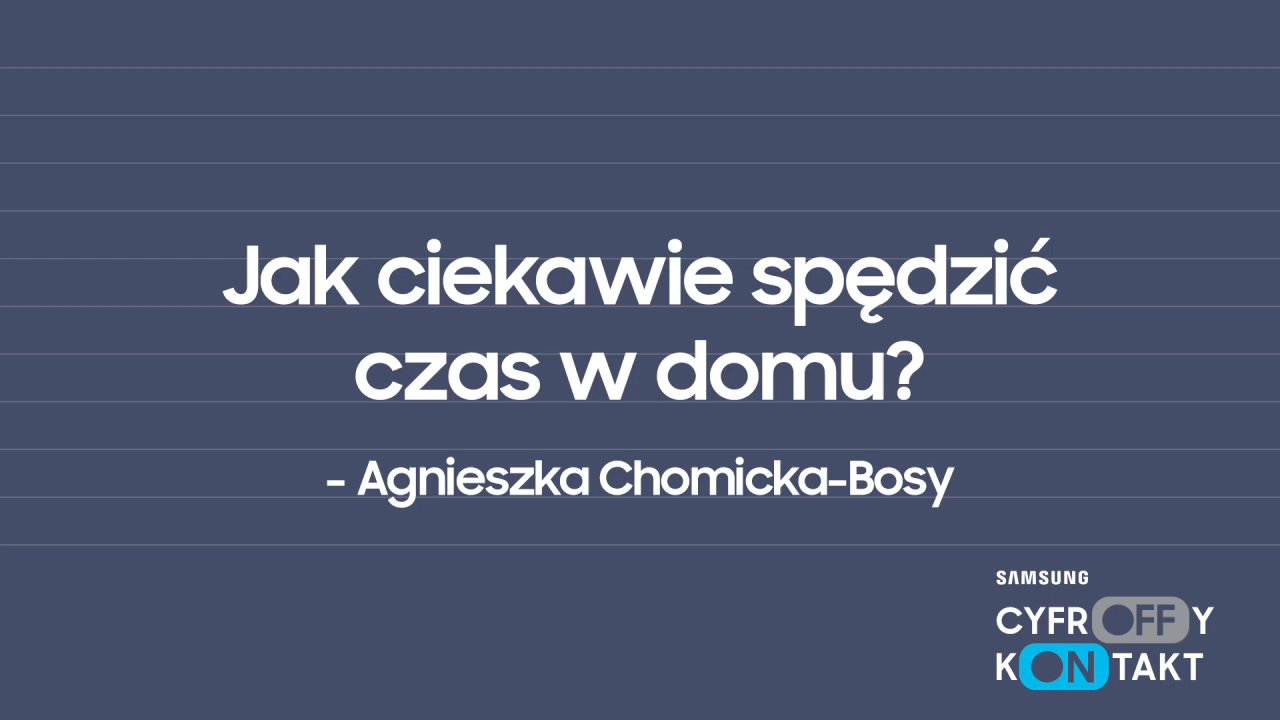 Jak ciekawie spędzić
czas w domu?
- Agnieszka Chomicka-Bosy
SAMSUNG
CYFROFFY
KONTAKT